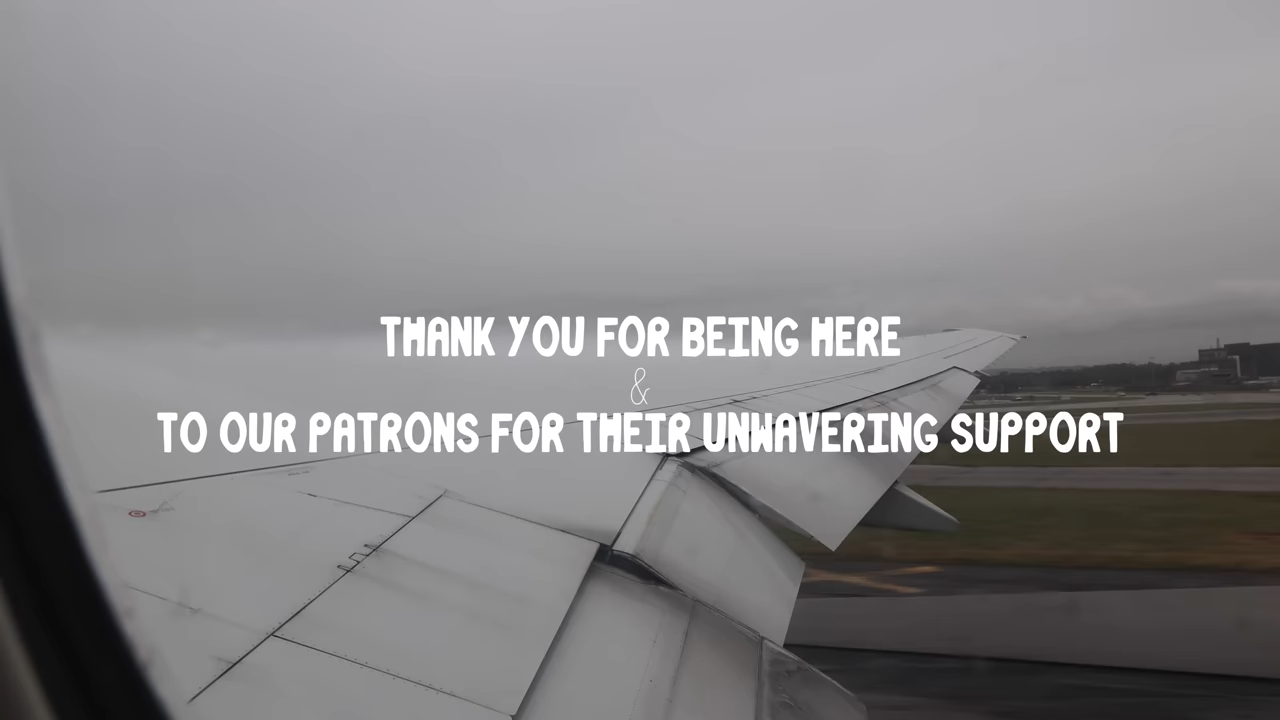 THANK YOU FOR BEING HERE
&
TO OUR PATRONS FOR THEIR UNWAVERING SUPPORT